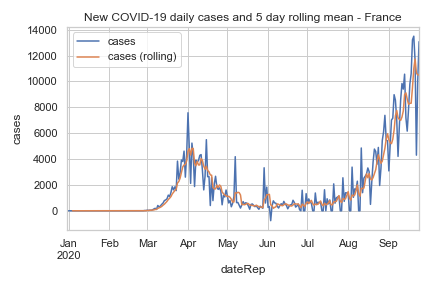 New COVID-19 daily cases and 5 day rolling mean - France
cases
cases (rolling)
14000
12000
10000
8000
6000
4000
2000
0
cases
Jan Feb Mar Apr May Jun Jul Aug Sep
2020
dateRep